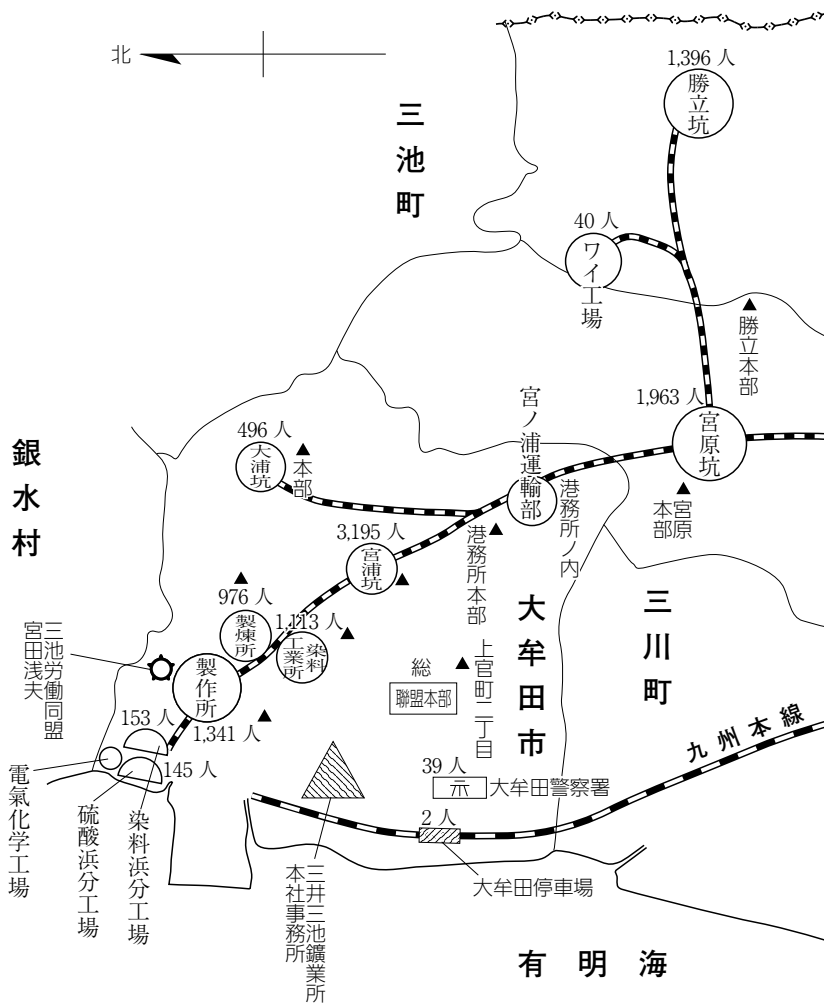 北
1,396 人
勝立坑
三池町
40 人
ワイ工場
勝立本部
1,963 人
宮原坑
宮原本部
宮ノ浦運輸部
港務所ノ内
496 人
大浦坑
本部
銀水村
3,195 人
宮浦坑
港務所本部
大牟田市
三川町
976 人
製煉所
1,113 人
染料工業所
三池労働同盟
宮田浅夫
製作所
1,341 人
総
聯盟本部
上官町二丁目
153 人
145 人
九州本線
39 人
大牟田警察署
2 人
大牟田停車場
電氣化学工場
硫酸浜分工場
染料浜分工場
三井三池鑛業所
本社事務所
有明海